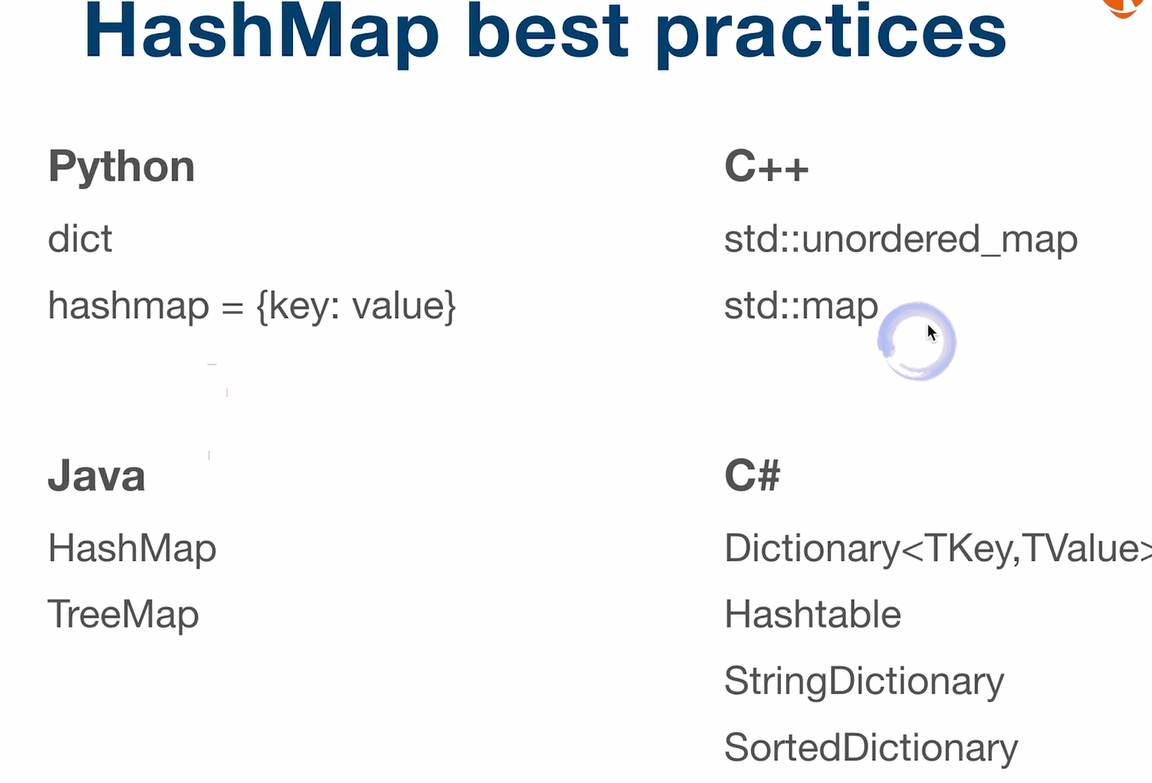 HashMap best practices
Python
dict
hashmap = {key: value}
C++
std::unordered_map
std::map
Java
HashMap
TreeMap
C#
Dictionary<TKey,TValue>
Hashtable
StringDictionary
SortedDictionary